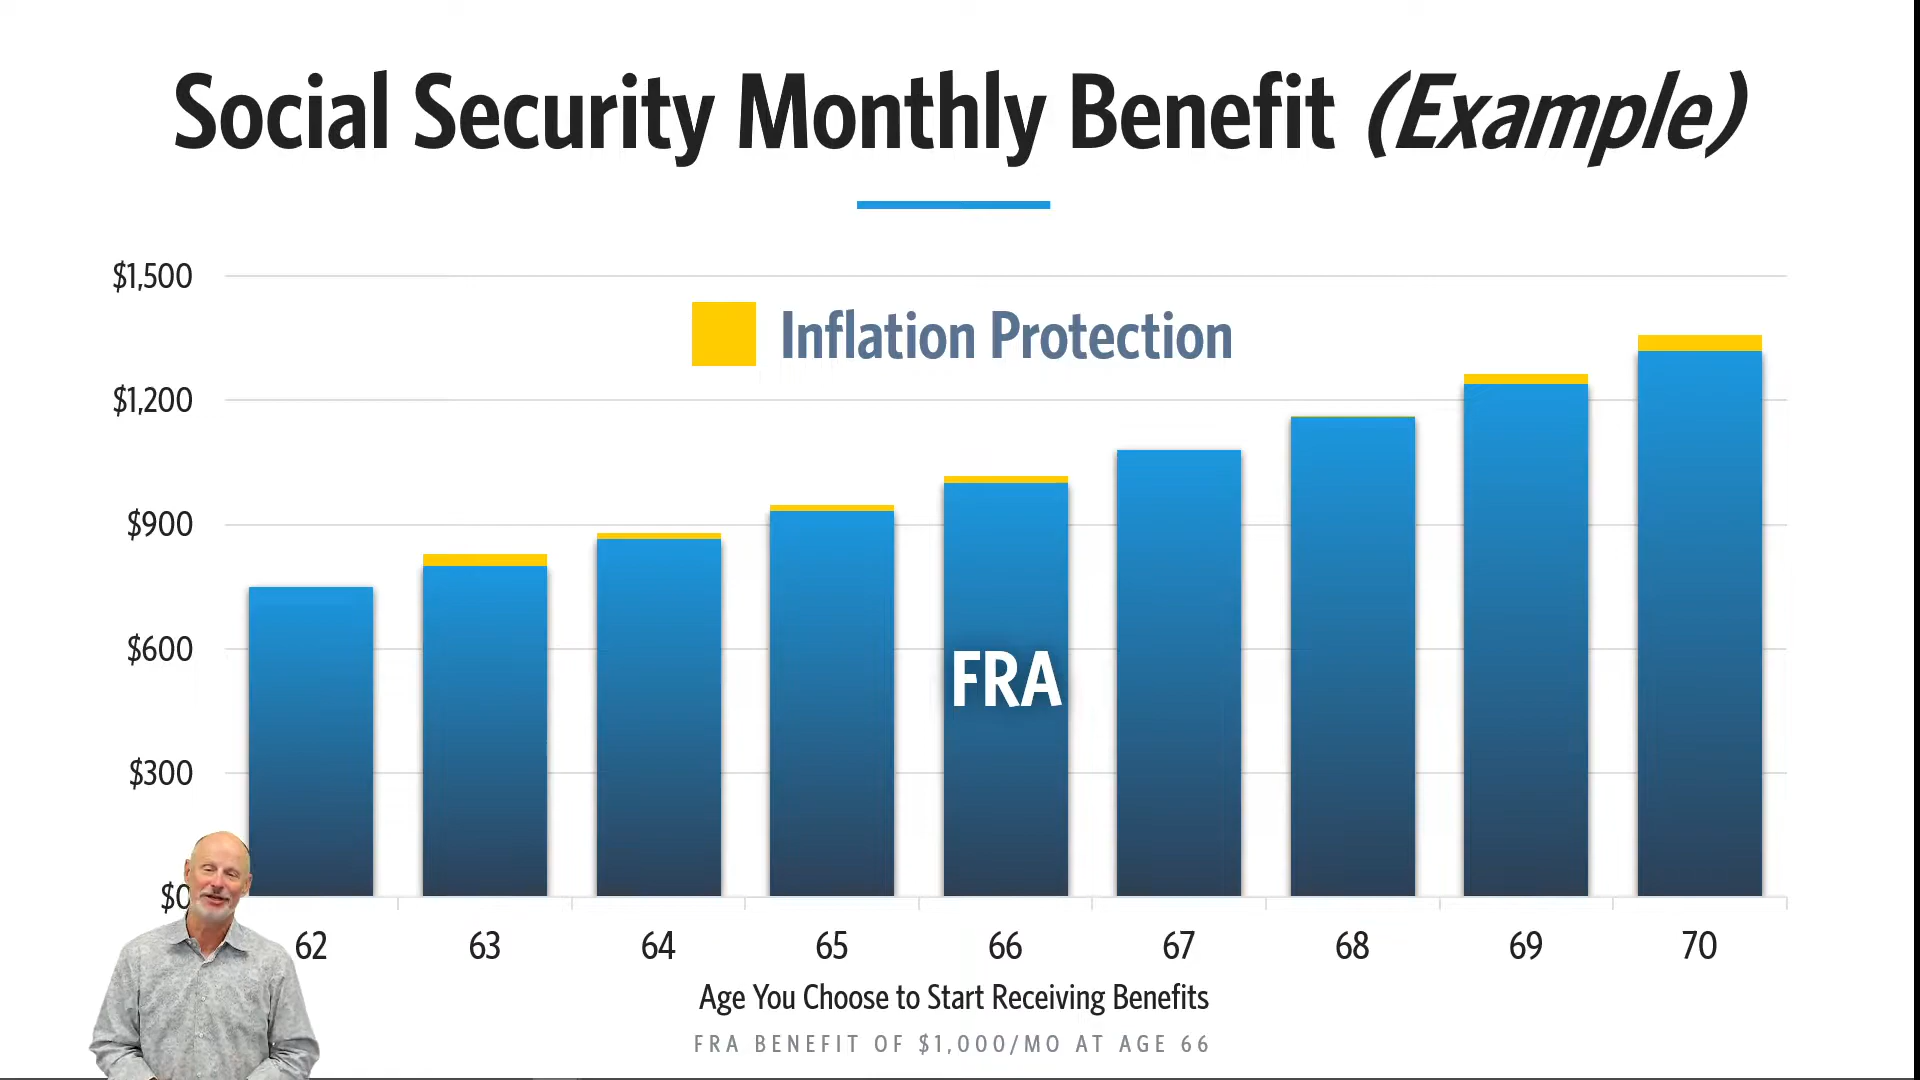 Social Security Monthly Benefit (Example)
$1,500
Inflation Protection
$1,200
$900
$600
FRA
$300
$0
62 63 64 65 66 67 68 69 70
Age You Choose to Start Receiving Benefits
FRA BENEFIT OF $1,000/MO AT AGE 66